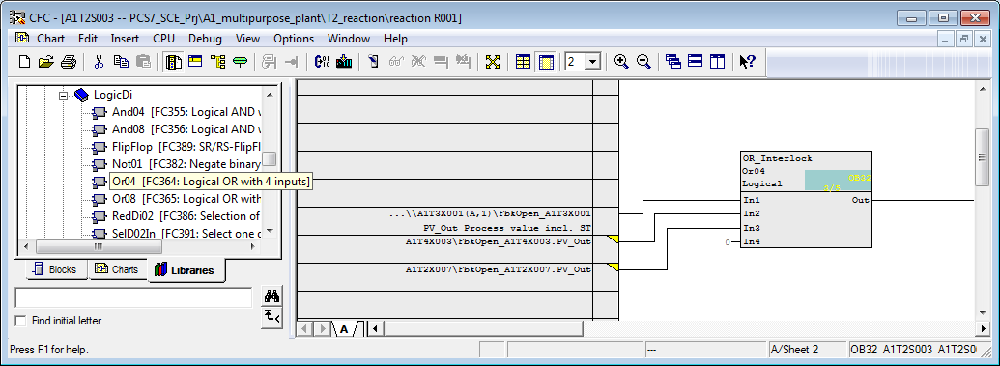 CFC - [A1T2S003 -- PCS7_SCE_Prj\A1_multipurpose_plant\T2_reaction\reaction R001]
Chart Edit Insert CPU Debug View Options Window Help
2
LogicDi
And04 [FC355: Logical AND w
And08 [FC356: Logical AND w
FlipFlop [FC389: SR/RS-FlipFl
Not01 [FC382: Negate binary
Or04 [FC364: Logical OR with 4 inputs]
Or08 [FC365: Logical OR with
RedDi02 [FC386: Selection of
SelD02In [FC391: Select one o
Blocks Charts Libraries
Find initial letter
OR_Interlock
Or04
Logical
OB32
3/5
In1 Out
In2
In3
0 In4
...\\A1T3X001(A,1)\FbkOpen_A1T3X001
PV_Out Process value incl. ST
A1T4X003\FbkOpen_A1T4X003.PV_Out
A1T2X007\FbkOpen_A1T2X007.PV_Out
A
Press F1 for help. --- A/Sheet 2 OB32 A1T2S003 A1T2S0